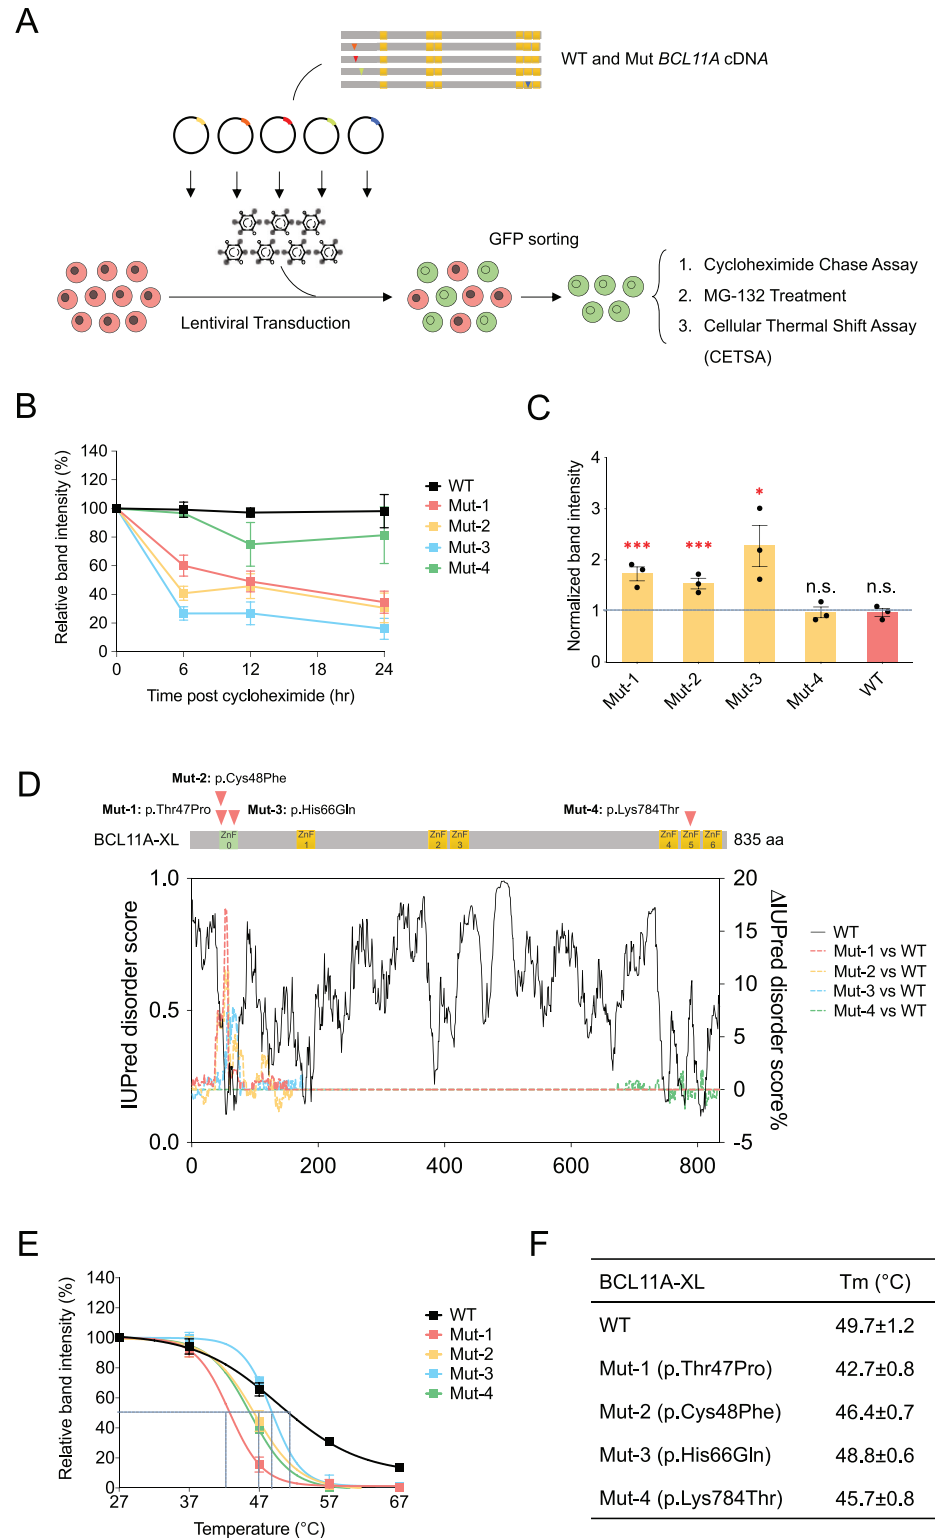 A
WT and Mut BCL11A cDNA
GFP sorting
Lentiviral Transduction
1. Cycloheximide Chase Assay
2. MG-132 Treatment
3. Cellular Thermal Shift Assay
(CETSA)
B
Relative band intensity (%)
140
120
100
80
60
40
20
0
0 6 12 18 24
Time post cycloheximide (hr)
WT
Mut-1
Mut-2
Mut-3
Mut-4
C
Normalized band intensity
4
3
2
1
0
*** *** * n.s. n.s.
Mut-1 Mut-2 Mut-3 Mut-4 WT
D
Mut-2: p.Cys48Phe
Mut-1: p.Thr47Pro Mut-3: p.His66Gln Mut-4: p.Lys784Thr
BCL11A-XL ZnF 0 ZnF 1 ZnF 2 ZnF 3 ZnF 4 ZnF 5 ZnF 6 835 aa
IUPred disorder score
1.0
0.5
0.0
0 200 400 600 800
20
15
10
5
0
-5
ΔIUPred disorder score%
WT
Mut-1 vs WT
Mut-2 vs WT
Mut-3 vs WT
Mut-4 vs WT
E
Relative band intensity (%)
140
120
100
80
60
40
20
0
27 37 47 57 67
Temperature (°C)
WT
Mut-1
Mut-2
Mut-3
Mut-4
F
BCL11A-XL Tm (°C)
WT 49.7±1.2
Mut-1 (p.Thr47Pro) 42.7±0.8
Mut-2 (p.Cys48Phe) 46.4±0.7
Mut-3 (p.His66Gln) 48.8±0.6
Mut-4 (p.Lys784Thr) 45.7±0.8